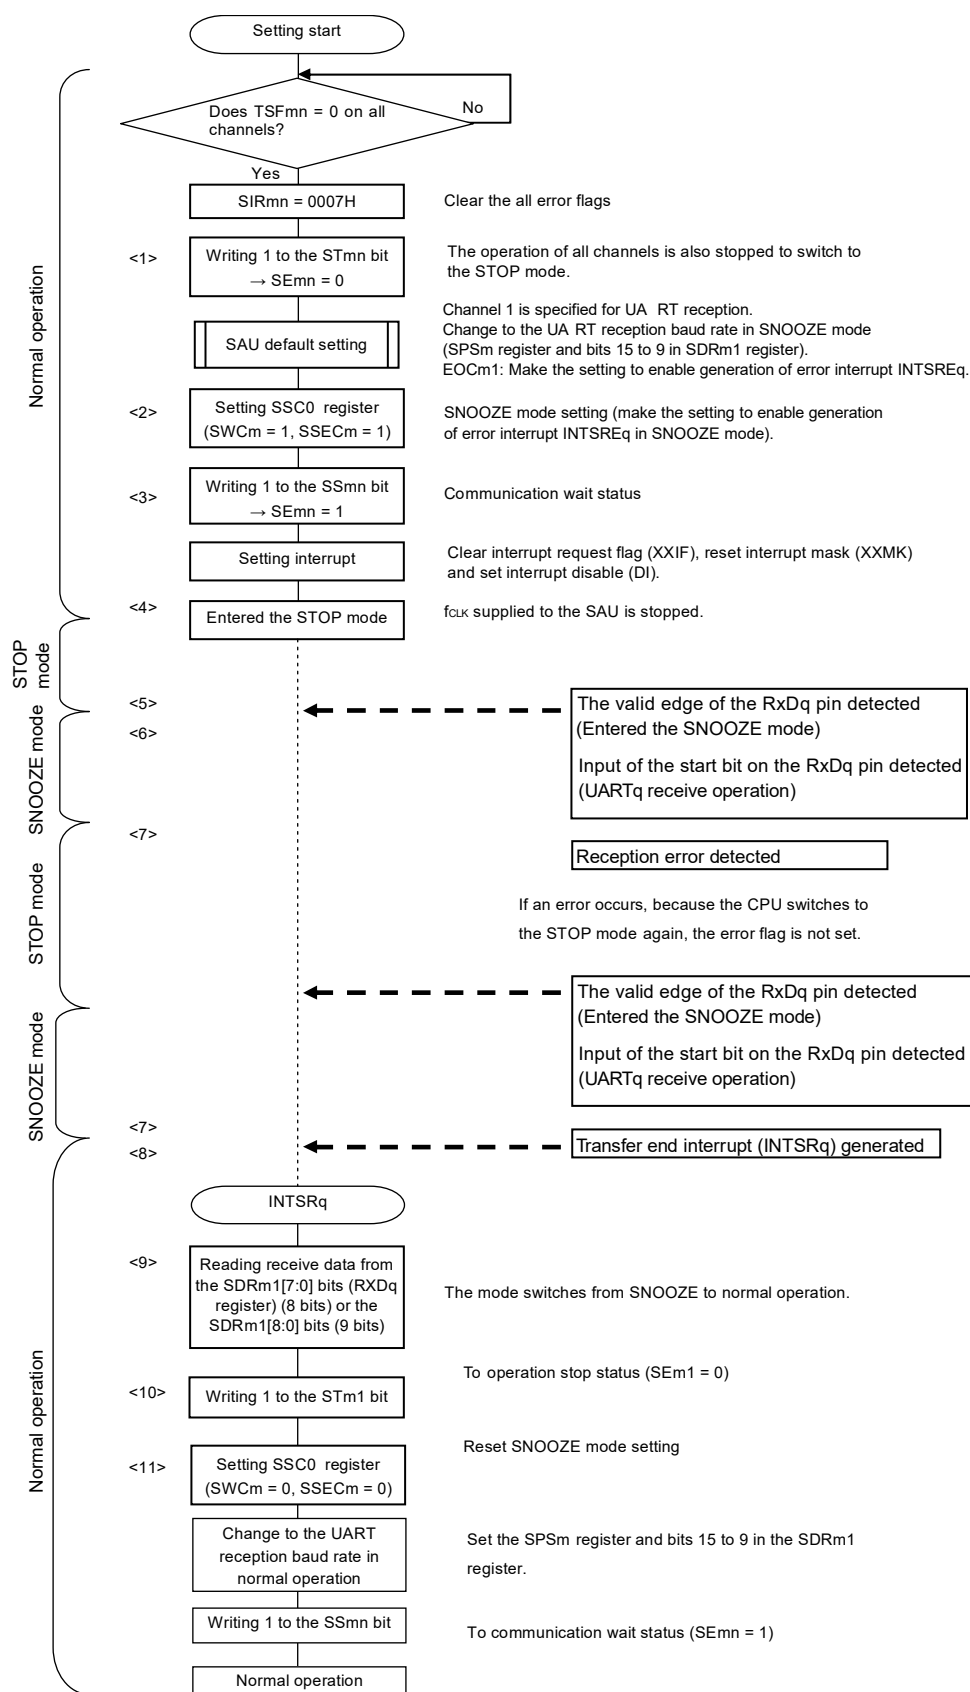 Setting start
Does TSFmn = 0 on all
channels?
No
Yes
SIRmn = 0007H
Clear the all error flags
<1>
Writing 1 to the STmn bit
→ SEmn = 0
The operation of all channels is also stopped to switch to
the STOP mode.
Normal operation
SAU default setting
Channel 1 is specified for UA RT reception.
Change to the UA RT reception baud rate in SNOOZE mode
(SPSm register and bits 15 to 9 in SDRm1 register).
EOCm1: Make the setting to enable generation of error interrupt INTSREq.
<2>
Setting SSC0 register
(SWCm = 1, SSECm = 1)
SNOOZE mode setting (make the setting to enable generation
of error interrupt INTSREq in SNOOZE mode).
<3>
Writing 1 to the SSmn bit
→ SEmn = 1
Communication wait status
Setting interrupt
Clear interrupt request flag (XXIF), reset interrupt mask (XXMK)
and set interrupt disable (DI).
<4>
Entered the STOP mode
fCLK supplied to the SAU is stopped.
STOP
mode
<5>
The valid edge of the RxDq pin detected
(Entered the SNOOZE mode)
<6>
Input of the start bit on the RxDq pin detected
(UARTq receive operation)
SNOOZE mode
<7>
Reception error detected
STOP mode
If an error occurs, because the CPU switches to
the STOP mode again, the error flag is not set.
The valid edge of the RxDq pin detected
(Entered the SNOOZE mode)
Input of the start bit on the RxDq pin detected
(UARTq receive operation)
SNOOZE mode
<7>
<8>
Transfer end interrupt (INTSRq) generated
INTSRq
<9>
Reading receive data from
the SDRm1[7:0] bits (RXDq
register) (8 bits) or the
SDRm1[8:0] bits (9 bits)
The mode switches from SNOOZE to normal operation.
Normal operation
<10>
Writing 1 to the STm1 bit
To operation stop status (SEm1 = 0)
<11>
Setting SSC0 register
(SWCm = 0, SSECm = 0)
Reset SNOOZE mode setting
Change to the UART
reception baud rate in
normal operation
Set the SPSm register and bits 15 to 9 in the SDRm1
register.
Writing 1 to the SSmn bit
To communication wait status (SEmn = 1)
Normal operation